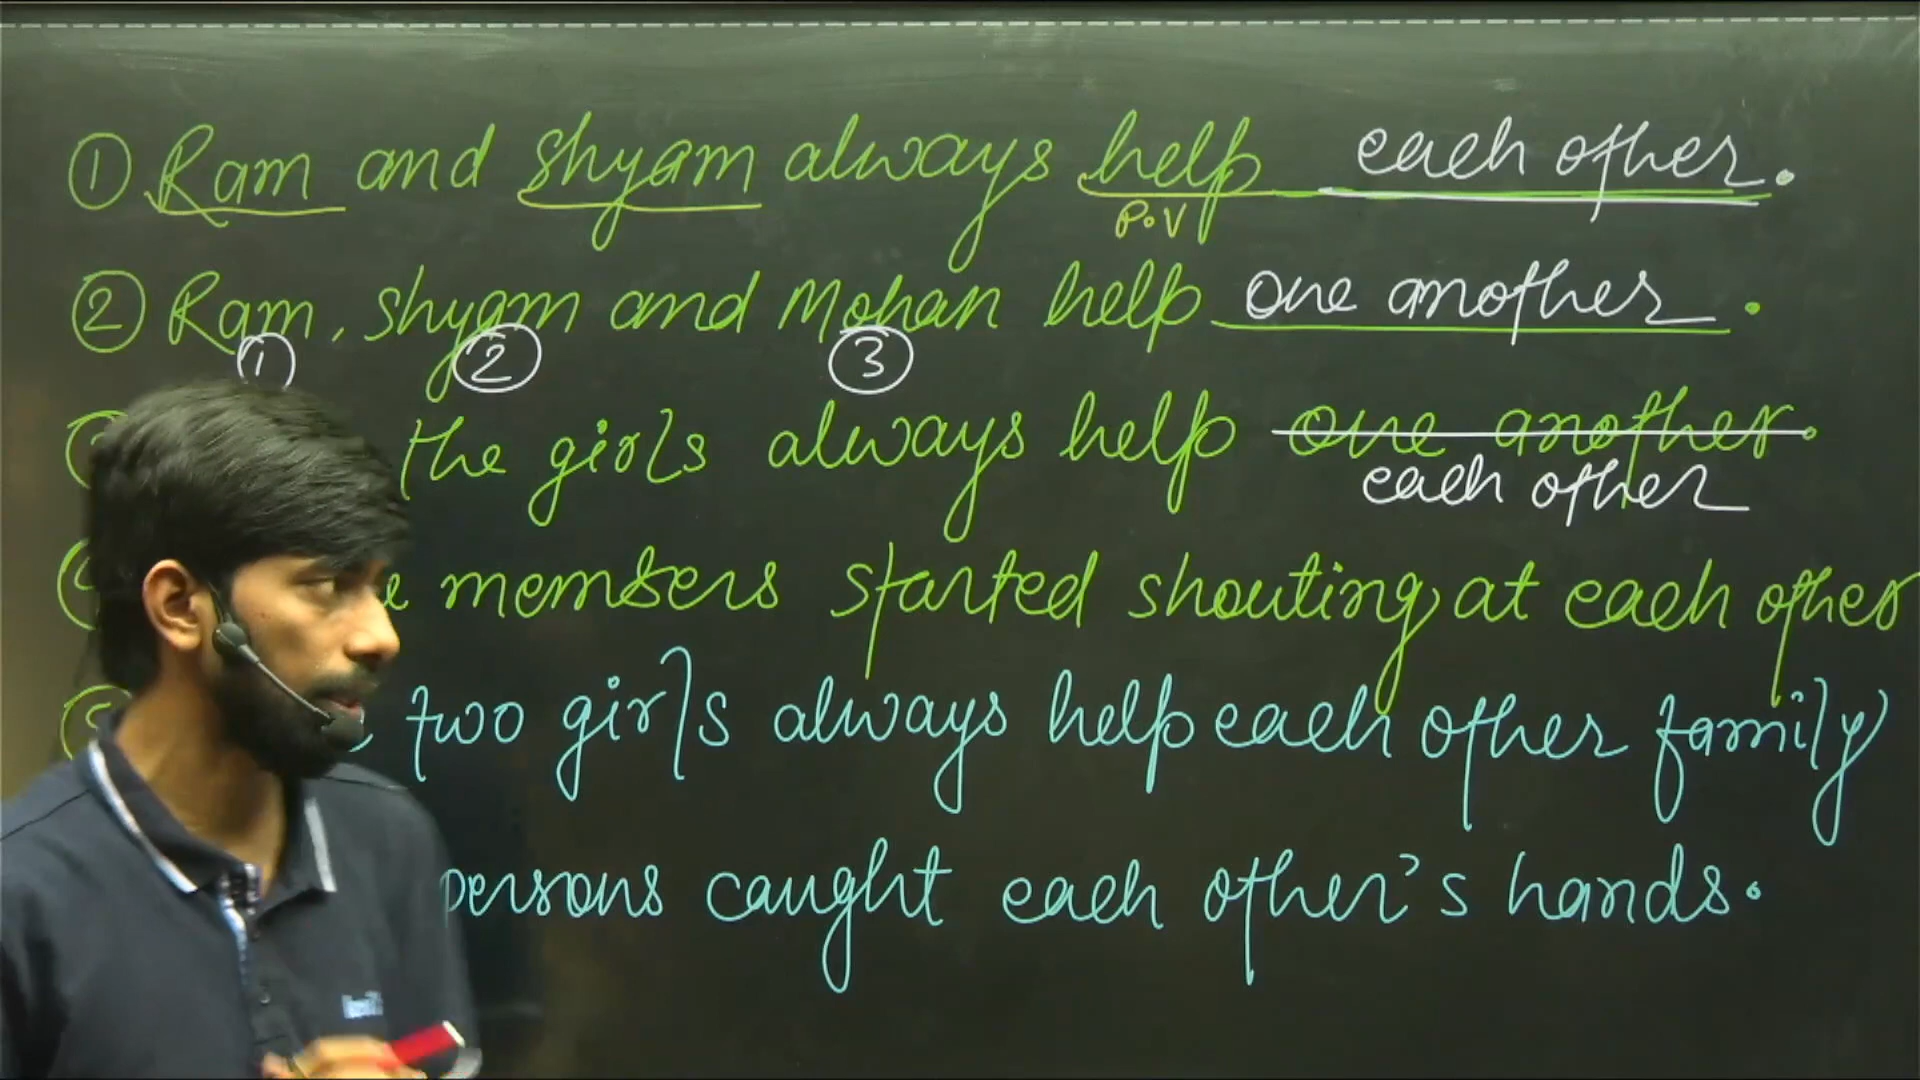 ① Ram and Shyam always help each other.
P.V
② Ram, Shyam and Mohan help one another.
① ② ③
the girls always help one another.
each other
members started shouting at each other
⑤ two girls always help each other family
persons caught each other's hands.